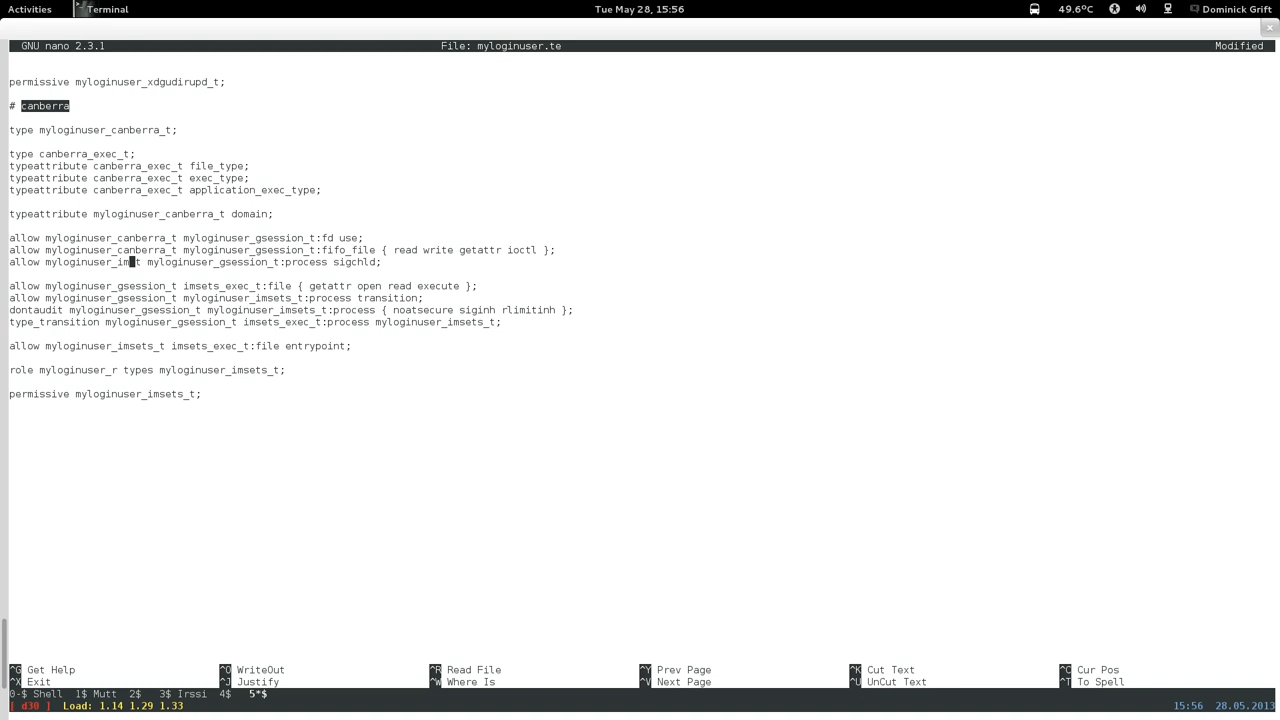 Activities Terminal Tue May 28, 15:56 49.6°C Dominick Grift
GNU nano 2.3.1 File: myloginuser.te Modified
permissive myloginuser_xdgudirupd_t;
# canberra
type myloginuser_canberra_t;
type canberra_exec_t;
typeattribute canberra_exec_t file_type;
typeattribute canberra_exec_t exec_type;
typeattribute canberra_exec_t application_exec_type;
typeattribute myloginuser_canberra_t domain;
allow myloginuser_canberra_t myloginuser_gsession_t:fd use;
allow myloginuser_canberra_t myloginuser_gsession_t:fifo_file { read write getattr ioctl };
allow myloginuser_im_t myloginuser_gsession_t:process sigchld;
allow myloginuser_gsession_t imsets_exec_t:file { getattr open read execute };
allow myloginuser_gsession_t myloginuser_imsets_t:process transition;
dontaudit myloginuser_gsession_t myloginuser_imsets_t:process { noatsecure siginh rlimitinh };
type_transition myloginuser_gsession_t imsets_exec_t:process myloginuser_imsets_t;
allow myloginuser_imsets_t imsets_exec_t:file entrypoint;
role myloginuser_r types myloginuser_imsets_t;
permissive myloginuser_imsets_t;
^G Get Help ^O WriteOut ^R Read File ^Y Prev Page ^K Cut Text ^C Cur Pos
^X Exit ^J Justify ^W Where Is ^V Next Page ^U UnCut Text ^T To Spell
0-$ Shell 1$ Mutt 2$ 3$ Irssi 4$ 5*$
[ d30 ] Load: 1.14 1.29 1.33 15:56 28.05.2013